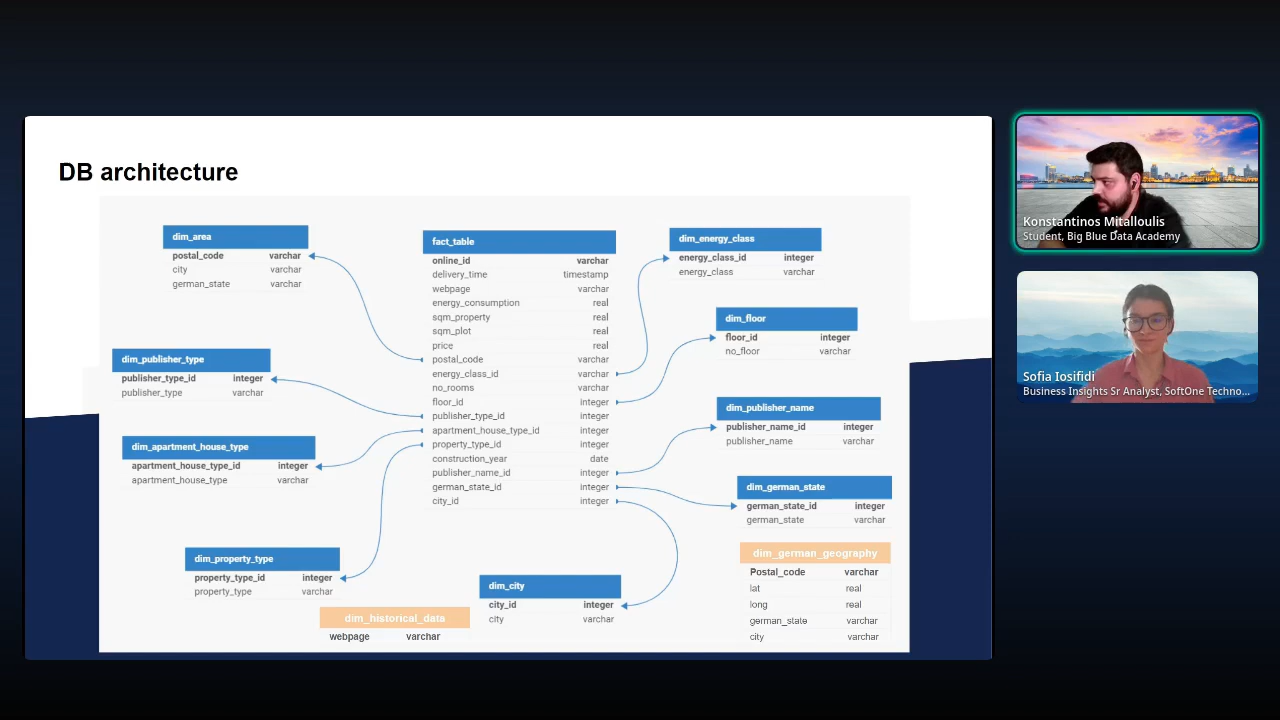 DB architecture
dim_area
postal_code varchar
city varchar
german_state varchar
dim_publisher_type
publisher_type_id integer
publisher_type varchar
dim_apartment_house_type
apartment_house_type_id integer
apartment_house_type varchar
dim_property_type
property_type_id integer
property_type varchar
dim_historical_data
webpage varchar
fact_table
online_id varchar
delivery_time timestamp
webpage varchar
energy_consumption real
sqm_property real
sqm_plot real
price real
postal_code varchar
energy_class_id varchar
no_rooms varchar
floor_id integer
publisher_type_id integer
apartment_house_type_id integer
property_type_id integer
construction_year date
publisher_name_id integer
german_state_id integer
city_id integer
dim_city
city_id integer
city varchar
dim_energy_class
energy_class_id integer
energy_class varchar
dim_floor
floor_id integer
no_floor varchar
dim_publisher_name
publisher_name_id integer
publisher_name varchar
dim_german_state
german_state_id integer
german_state varchar
dim_german_geography
Postal_code varchar
lat real
long real
german_state varchar
city varchar
Konstantinos Mitalloulis
Student, Big Blue Data Academy
Sofia Iosifidi
Business Insights Sr Analyst, SoftOne Techno...